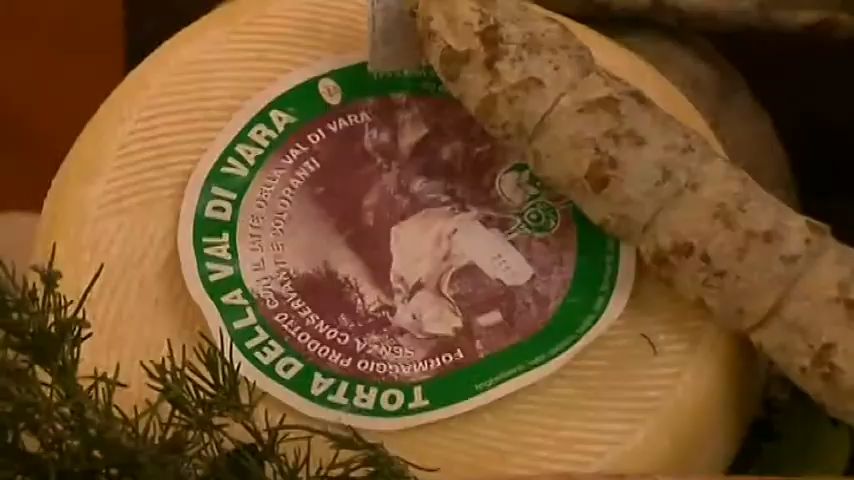 TORTA DELLA VAL DI VARA
FORMAGGIO PRODOTTO CON IL LATTE DELLA VAL DI VARA
SENZA CONSERVANTI E COLORANTI